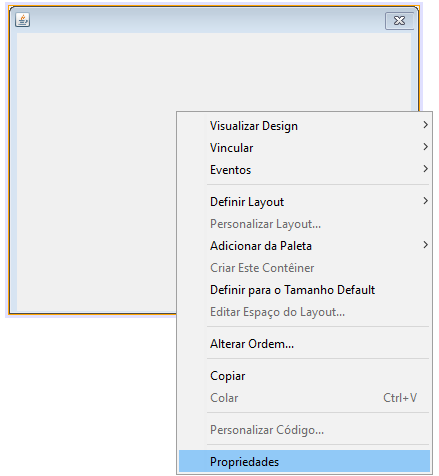 Visualizar Design
Vincular
Eventos
Definir Layout
Personalizar Layout...
Adicionar da Paleta
Criar Este Contêiner
Definir para o Tamanho Default
Editar Espaço do Layout...
Alterar Ordem...
Copiar
Colar Ctrl+V
Personalizar Código...
Propriedades